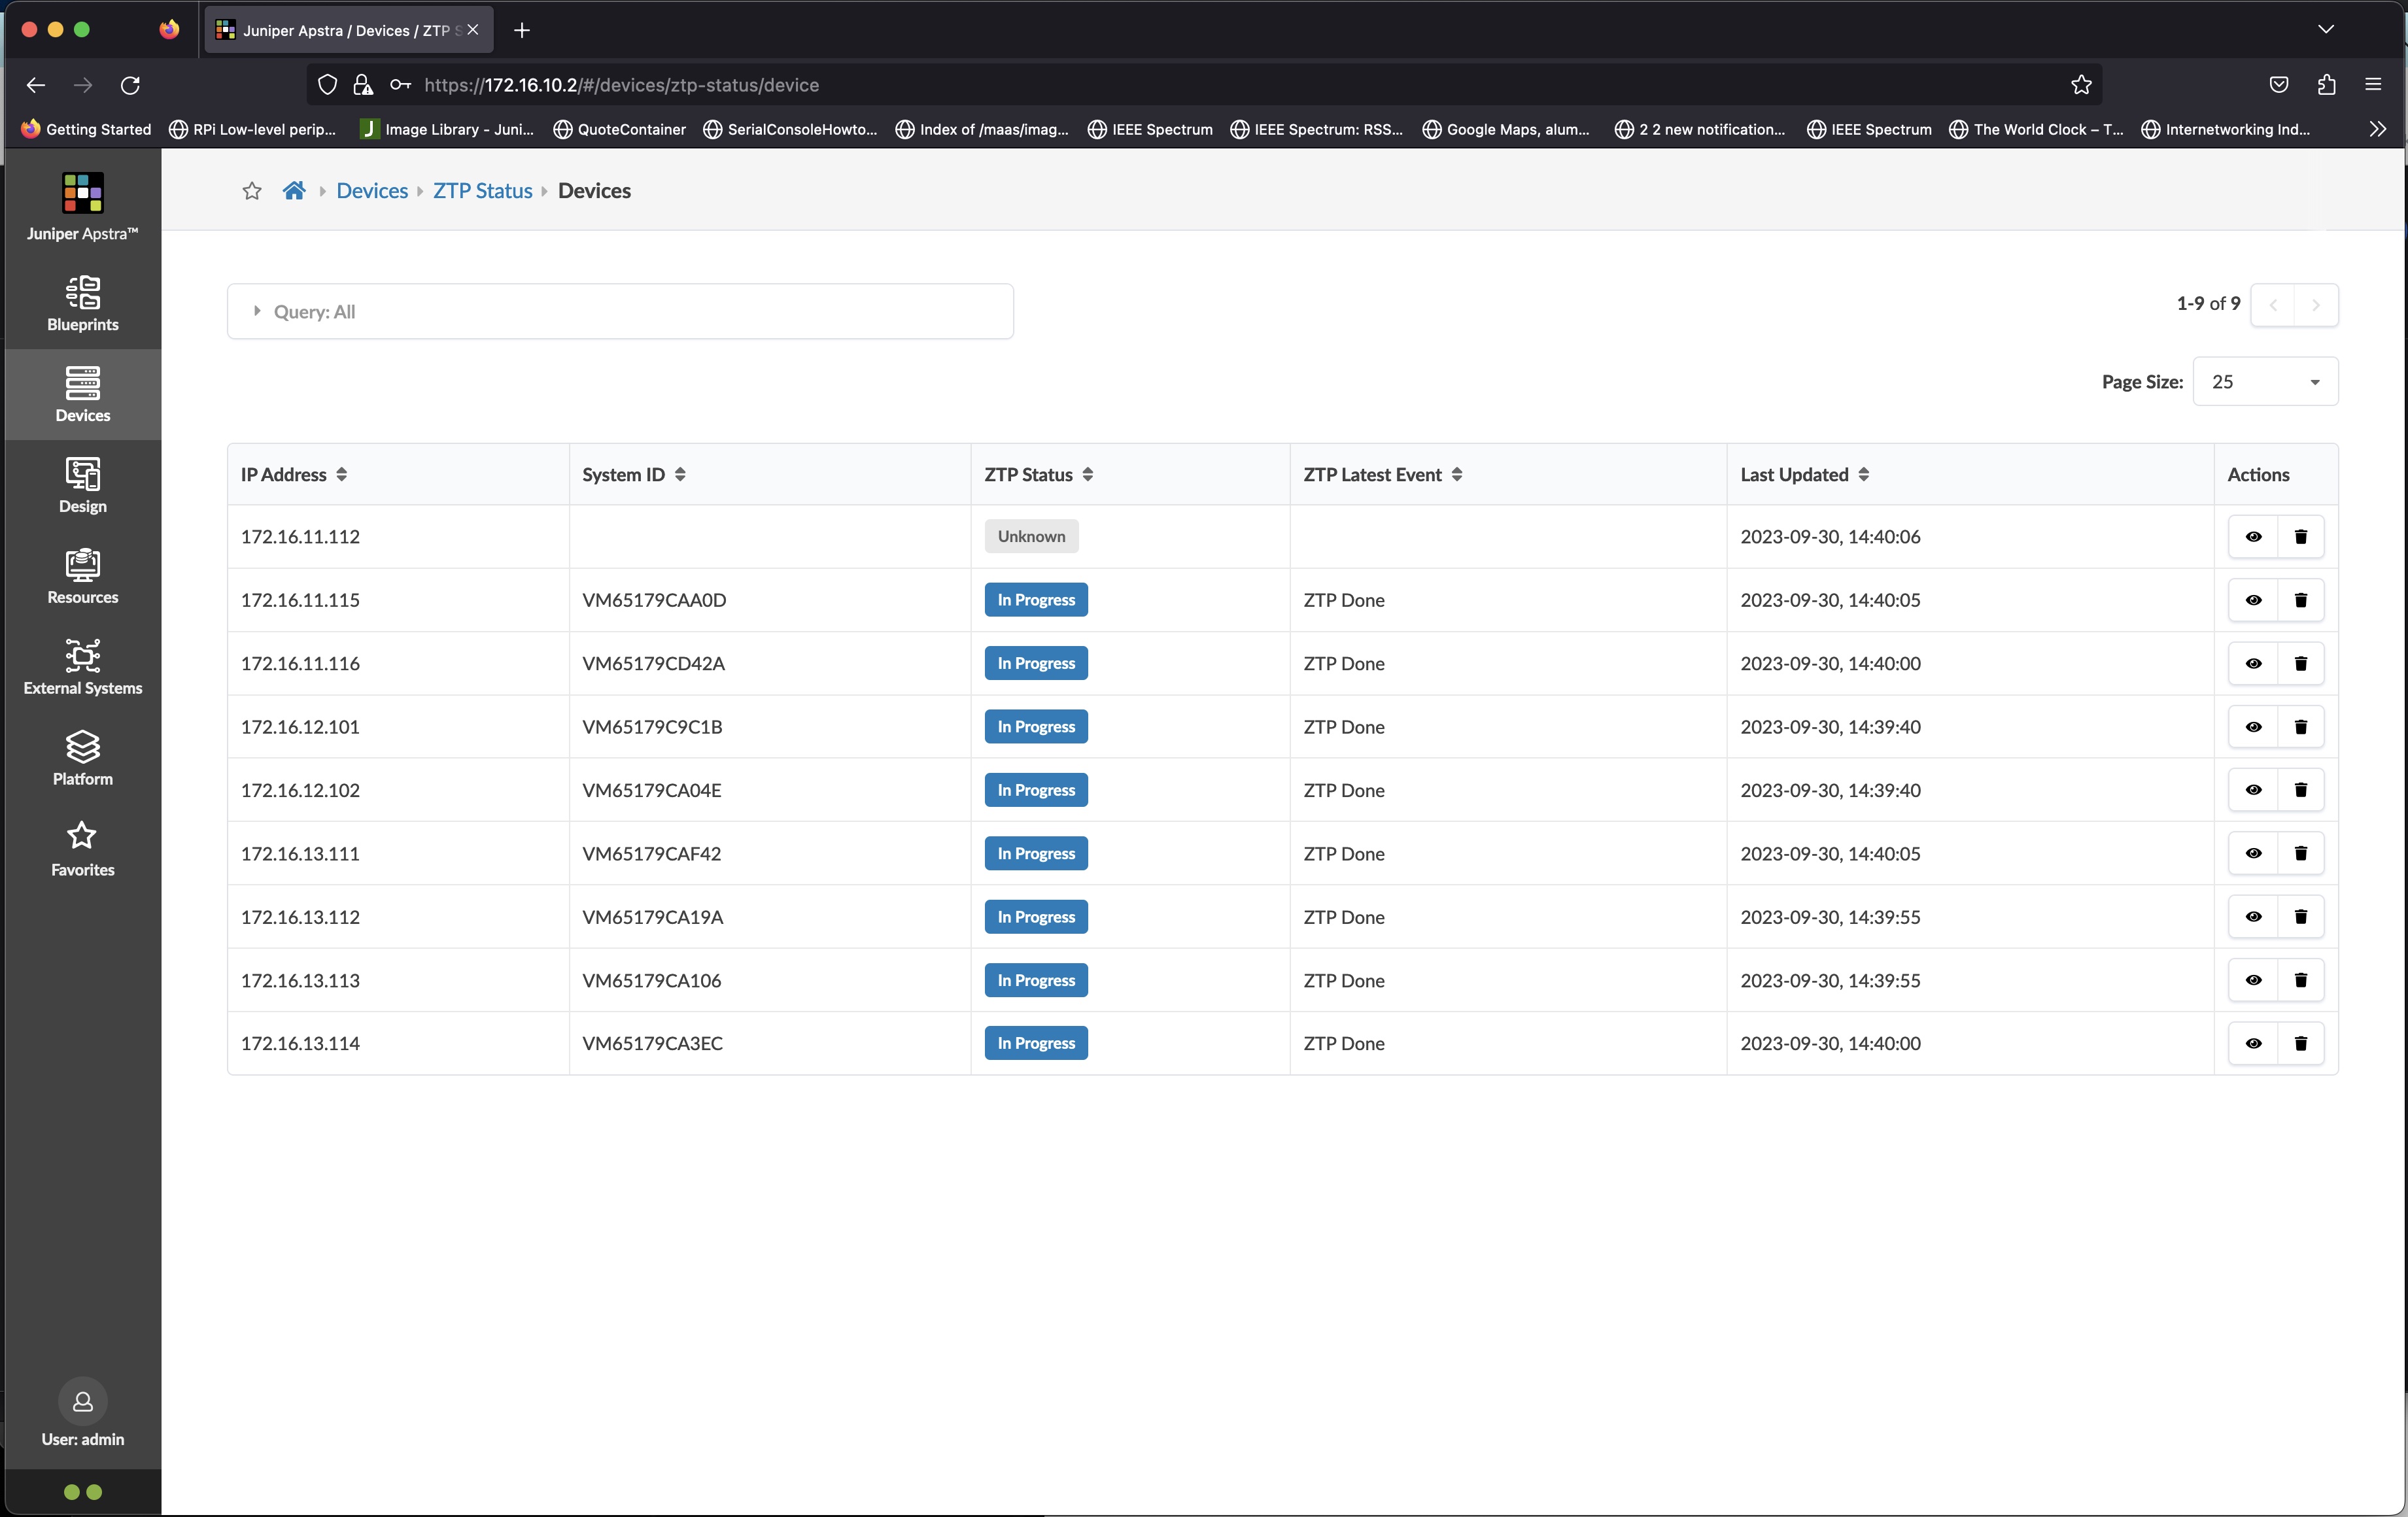 Juniper Apstra / Devices / ZTP S
https://172.16.10.2/#/devices/ztp-status/device
Getting Started RPi Low-level perip... Image Library - Juni... QuoteContainer SerialConsoleHowto... Index of /maas/imag... IEEE Spectrum IEEE Spectrum: RSS... Google Maps, alum... 2 2 new notification... IEEE Spectrum The World Clock – T... Internetworking Ind...
Juniper Apstra™
Blueprints
Devices
Design
Resources
External Systems
Platform
Favorites
User: admin
Devices ZTP Status Devices
Query: All
1-9 of 9
Page Size: 25
IP Address System ID ZTP Status ZTP Latest Event Last Updated Actions
172.16.11.112 Unknown 2023-09-30, 14:40:06
172.16.11.115 VM65179CAA0D In Progress ZTP Done 2023-09-30, 14:40:05
172.16.11.116 VM65179CD42A In Progress ZTP Done 2023-09-30, 14:40:00
172.16.12.101 VM65179C9C1B In Progress ZTP Done 2023-09-30, 14:39:40
172.16.12.102 VM65179CA04E In Progress ZTP Done 2023-09-30, 14:39:40
172.16.13.111 VM65179CAF42 In Progress ZTP Done 2023-09-30, 14:40:05
172.16.13.112 VM65179CA19A In Progress ZTP Done 2023-09-30, 14:39:55
172.16.13.113 VM65179CA106 In Progress ZTP Done 2023-09-30, 14:39:55
172.16.13.114 VM65179CA3EC In Progress ZTP Done 2023-09-30, 14:40:00